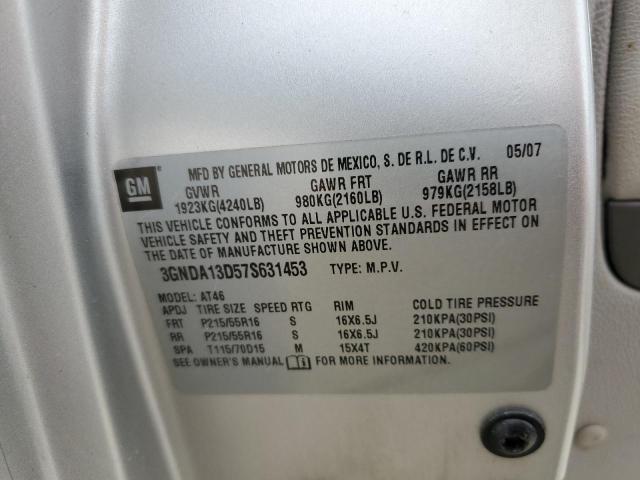 GM
MFD BY GENERAL MOTORS DE MEXICO, S. DE R.L. DE C.V. 05/07
GVWR GAWR FRT GAWR RR
1923KG(4240LB) 980KG(2160LB) 979KG(2158LB)
THIS VEHICLE CONFORMS TO ALL APPLICABLE U.S. FEDERAL MOTOR
VEHICLE SAFETY AND THEFT PREVENTION STANDARDS IN EFFECT ON
THE DATE OF MANUFACTURE SHOWN ABOVE.
3GNDA13D57S631453 TYPE: M.P.V.
MODEL: AT46
APDJ TIRE SIZE SPEED RTG RIM COLD TIRE PRESSURE
FRT P215/55R16 S 16X6.5J 210KPA(30PSI)
RR P215/55R16 S 16X6.5J 210KPA(30PSI)
SPA T115/70D15 M 15X4T 420KPA(60PSI)
SEE OWNER'S MANUAL FOR MORE INFORMATION.